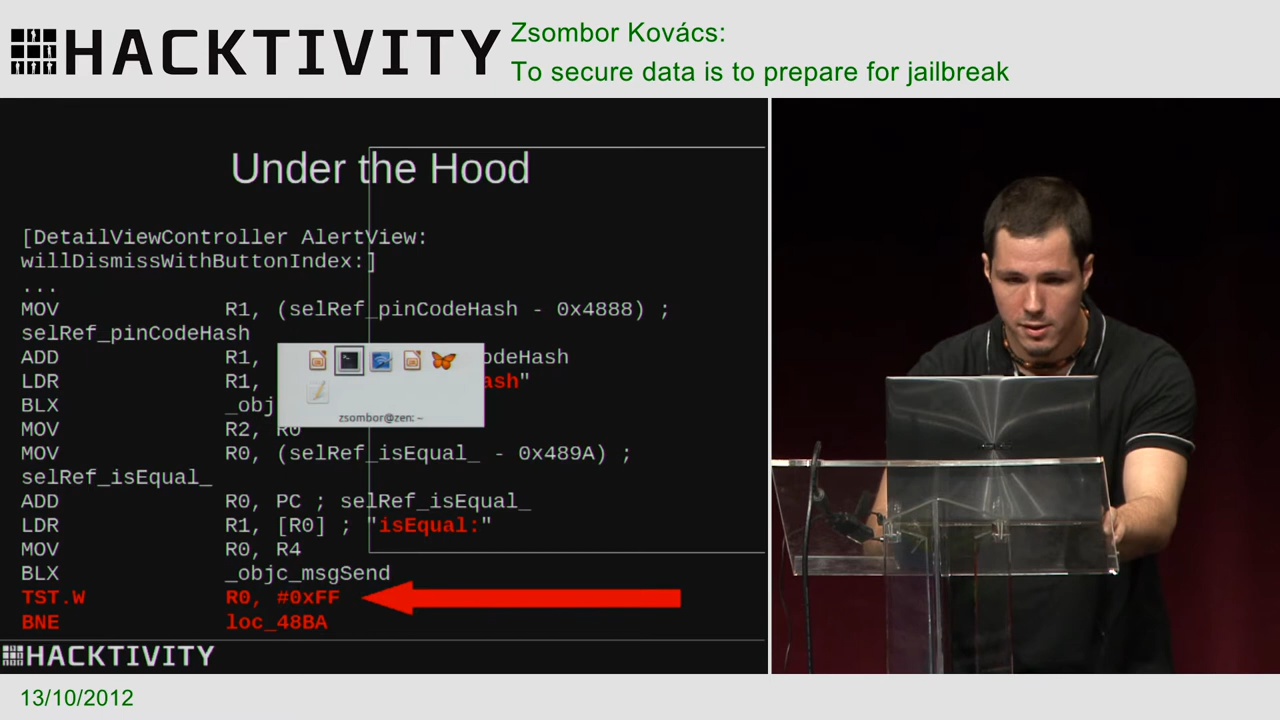 HACKTIVITY
Zsombor Kovács:
To secure data is to prepare for jailbreak
Under the Hood
[DetailViewController AlertView:
willDismissWithButtonIndex:]
...
MOV R1, (selRef_pinCodeHash - 0x4888) ;
selRef_pinCodeHash
ADD R1, odeHash
LDR R1, ash"
BLX _obj
zsombor@zen: ~
MOV R2, R0
MOV R0, (selRef_isEqual_ - 0x489A) ;
selRef_isEqual_
ADD R0, PC ; selRef_isEqual_
LDR R1, [R0] ; "isEqual:"
MOV R0, R4
BLX _objc_msgSend
TST.W R0, #0xFF
BNE loc_48BA
HACKTIVITY
13/10/2012